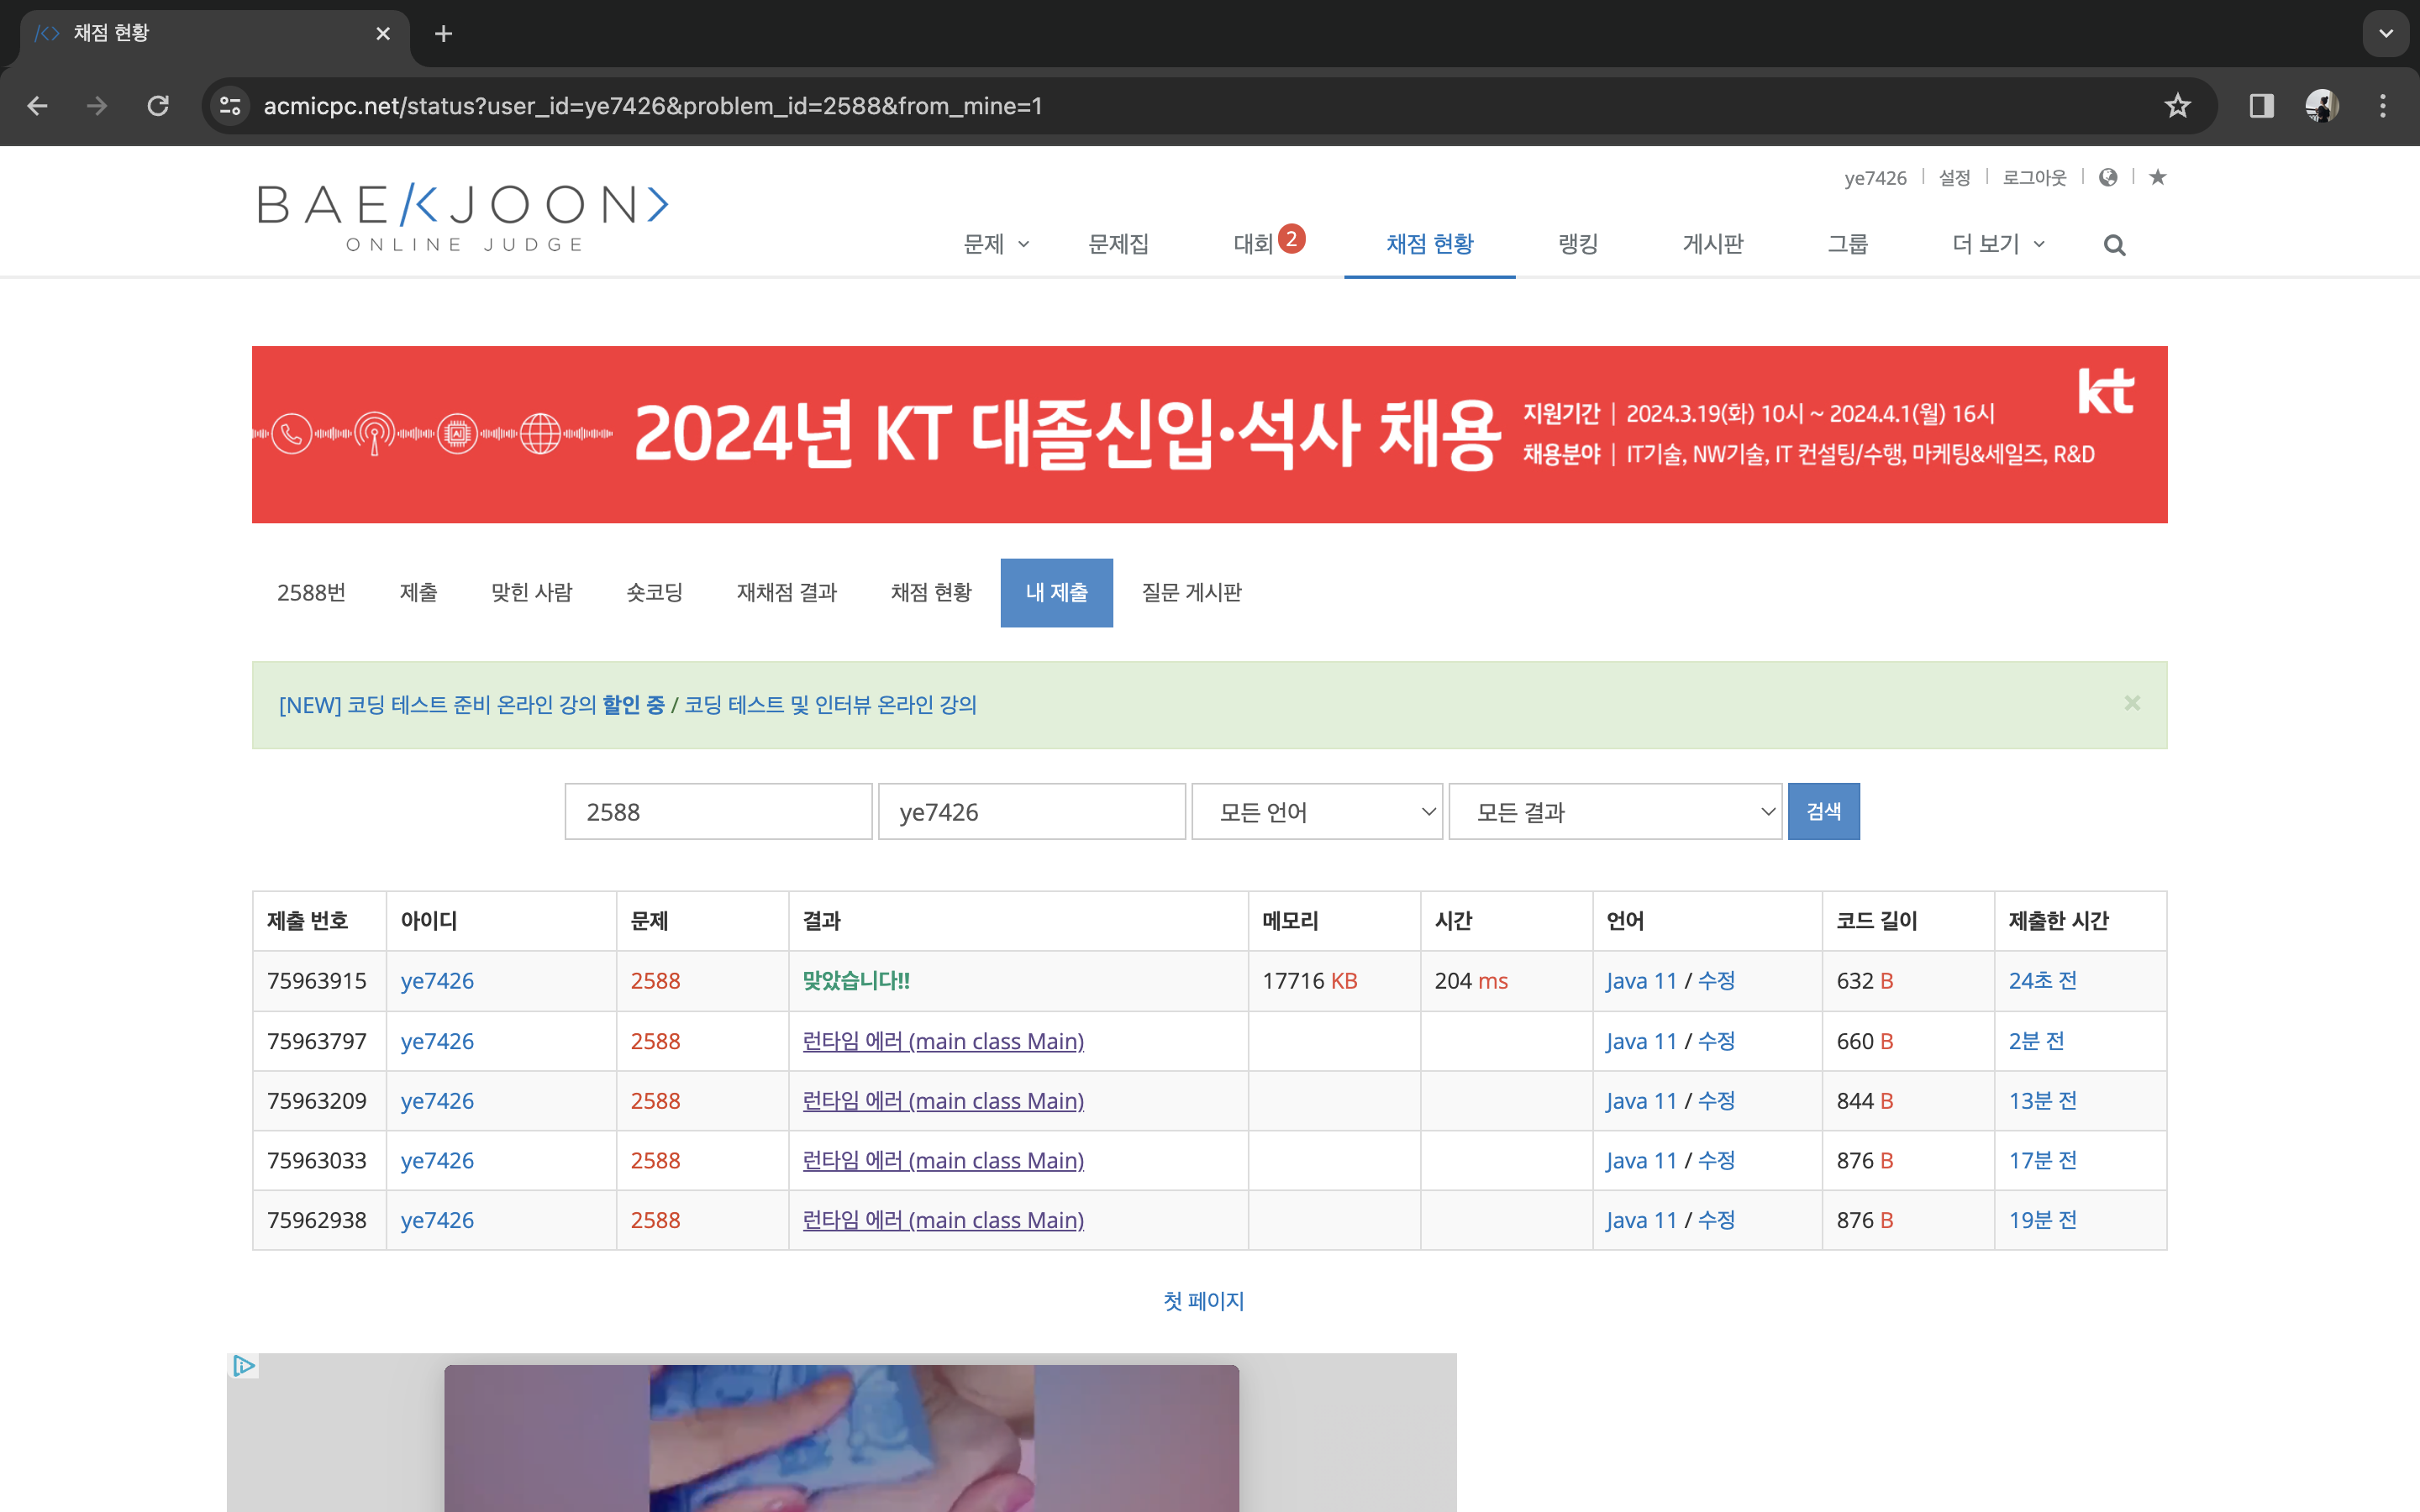 채점 현황
acmicpc.net/status?user_id=ye7426&problem_id=2588&from_mine=1
ye7426 설정 로그아웃
BAEKJOON
ONLINE JUDGE
문제 문제집 대회 2 채점 현황 랭킹 게시판 그룹 더 보기
kt
2024년 KT 대졸신입·석사 채용
지원기간 | 2024.3.19(화) 10시 ~ 2024.4.1(월) 16시
채용분야 | IT기술, NW기술, IT 컨설팅/수행, 마케팅&세일즈, R&D
AI
2588번 제출 맞힌 사람 숏코딩 재채점 결과 채점 현황 내 제출 질문 게시판
[NEW] 코딩 테스트 준비 온라인 강의 할인 중 / 코딩 테스트 및 인터뷰 온라인 강의 ×
2588 ye7426 모든 언어 모든 결과 검색
제출 번호 아이디 문제 결과 메모리 시간 언어 코드 길이 제출한 시간
75963915 ye7426 2588 맞았습니다!! 17716 KB 204 ms Java 11 / 수정 632 B 24초 전
75963797 ye7426 2588 런타임 에러 (main class Main) Java 11 / 수정 660 B 2분 전
75963209 ye7426 2588 런타임 에러 (main class Main) Java 11 / 수정 844 B 13분 전
75963033 ye7426 2588 런타임 에러 (main class Main) Java 11 / 수정 876 B 17분 전
75962938 ye7426 2588 런타임 에러 (main class Main) Java 11 / 수정 876 B 19분 전
첫 페이지